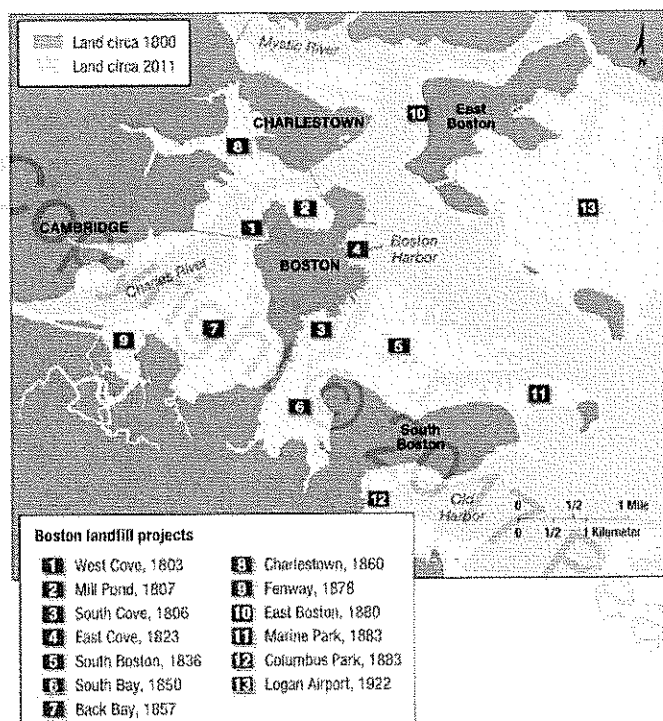 Land circa 1800
Land circa 2011
Mystic River
N
CHARLESTOWN
10
East
Boston
8
13
2
CAMBRIDGE
1
4
Boston
Harbor
BOSTON
Charles River
7
3
9
5
6
11
South
Boston
12
Old
Harbor
0 1/2 1 Mile
0 1/2 1 Kilometer
Boston landfill projects
1 West Cove, 1803
2 Mill Pond, 1807
3 South Cove, 1806
4 East Cove, 1823
5 South Boston, 1836
6 South Bay, 1850
7 Back Bay, 1857
8 Charlestown, 1860
9 Fenway, 1878
10 East Boston, 1880
11 Marine Park, 1883
12 Columbus Park, 1883
13 Logan Airport, 1922